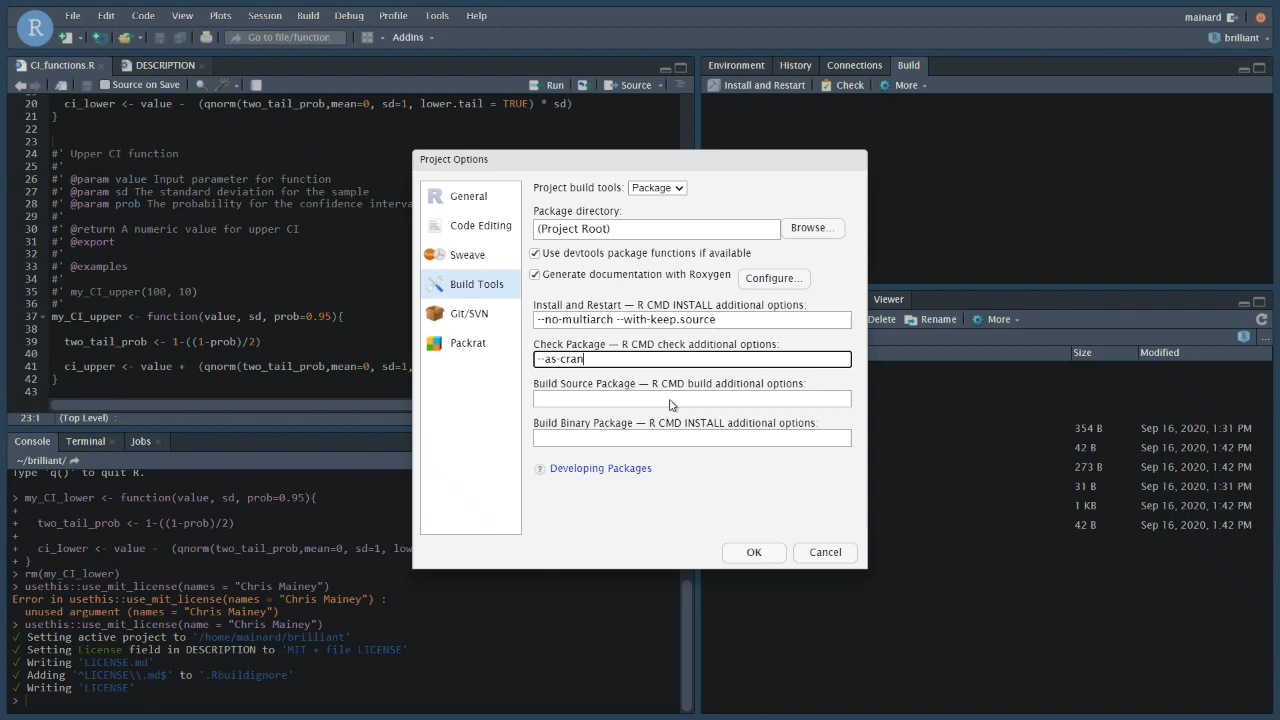 File Edit Code View Plots Session Build Debug Profile Tools Help
mainard
R
Go to file/function
Addins
brilliant
CI_functions.R
DESCRIPTION
Source on Save
Run
Source
20 ci_lower <- value - (qnorm(two_tail_prob,mean=0, sd=1, lower.tail = TRUE) * sd)
21 }
22
23
24 #' Upper CI function
25 #'
26 #' @param value Input parameter for function
27 #' @param sd The standard deviation for the sample
28 #' @param prob The probability for the confidence interva
29 #'
30 #' @return A numeric value for upper CI
31 #' @export
32 #'
33 #' @examples
34 #'
35 #' my_CI_upper(100, 10)
36 #'
37 my_CI_upper <- function(value, sd, prob=0.95){
38
39 two_tail_prob <- 1-((1-prob)/2)
40
41 ci_upper <- value + (qnorm(two_tail_prob,mean=0, sd=1,
42 }
43
23:1 (Top Level)
Console Terminal Jobs
~/brilliant/
Type 'q()' to quit R.
> my_CI_lower <- function(value, sd, prob=0.95){
+
+ two_tail_prob <- 1-((1-prob)/2)
+
+ ci_lower <- value - (qnorm(two_tail_prob,mean=0, sd=1, low
+ }
> rm(my_CI_lower)
> usethis::use_mit_license(names = "Chris Mainey")
Error in usethis::use_mit_license(names = "Chris Mainey") :
unused argument (names = "Chris Mainey")
> usethis::use_mit_license(name = "Chris Mainey")
✓ Setting active project to '/home/mainard/brilliant'
✓ Setting License field in DESCRIPTION to 'MIT + file LICENSE'
✓ Writing 'LICENSE.md'
✓ Adding '^LICENSE\\.md$' to '.Rbuildignore'
✓ Writing 'LICENSE'
>
Project Options
General
Code Editing
Sweave
Build Tools
Git/SVN
Packrat
Project build tools: Package
Package directory:
(Project Root)
Browse...
Use devtools package functions if available
Generate documentation with Roxygen
Configure...
Install and Restart — R CMD INSTALL additional options:
--no-multiarch --with-keep.source
Check Package — R CMD check additional options:
--as-cran
Build Source Package — R CMD build additional options:
Build Binary Package — R CMD INSTALL additional options:
? Developing Packages
OK
Cancel
Environment History Connections Build
Install and Restart Check More
Viewer
Delete Rename More
Size Modified
354 B Sep 16, 2020, 1:31 PM
42 B Sep 16, 2020, 1:42 PM
273 B Sep 16, 2020, 1:42 PM
31 B Sep 16, 2020, 1:42 PM
1 KB Sep 16, 2020, 1:42 PM
42 B Sep 16, 2020, 1:42 PM